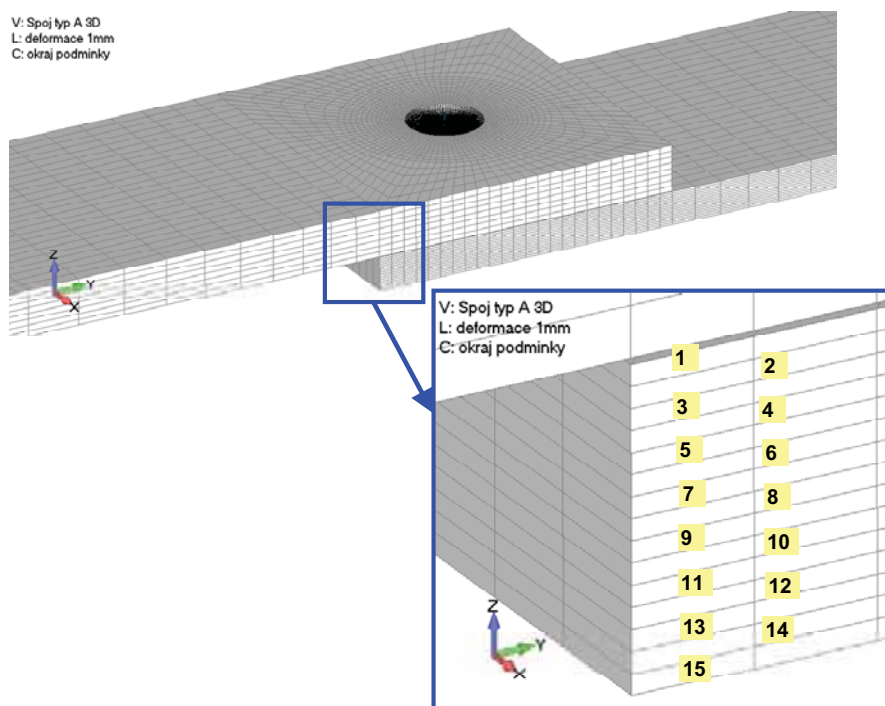 V: Spoj typ A 3D
L: deformace 1mm
C: okraj podminky
Z
Y
X
V: Spoj typ A 3D
L: deformace 1mm
C: okraj podminky
1
2
3
4
5
6
7
8
9
10
11
12
13
14
15
Z
Y
X